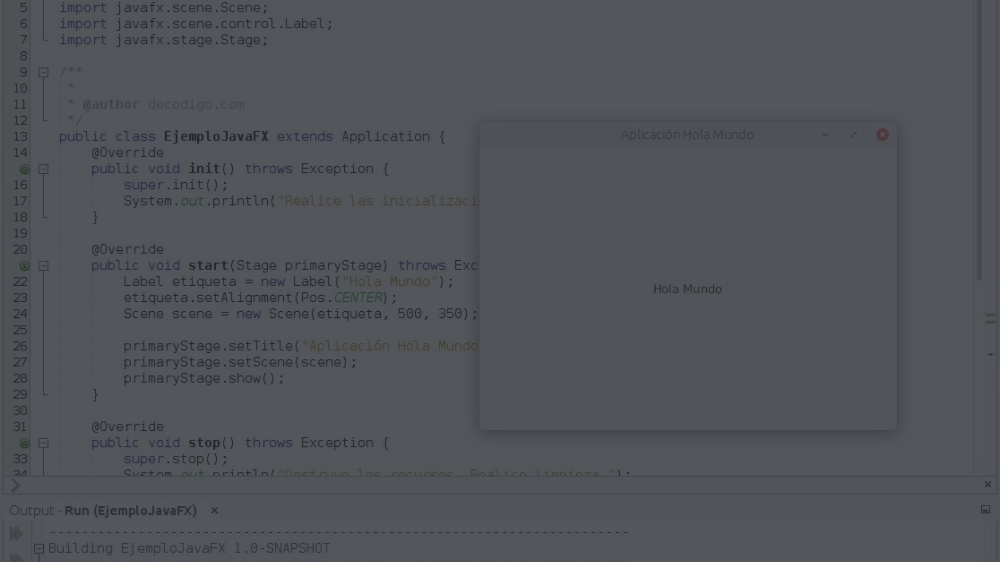 5 import javafx.scene.Scene;
6 import javafx.scene.control.Label;
7 import javafx.stage.Stage;
8
9 /**
10 *
11 * @author decodigo.com
12 */
13 public class EjemploJavaFX extends Application {
14 @Override
public void init() throws Exception {
16 super.init();
17 System.out.println("Realice las inicializaci
18 }
19
20 @Override
public void start(Stage primaryStage) throws Exc
22 Label etiqueta = new Label("Hola Mundo");
23 etiqueta.setAlignment(Pos.CENTER);
24 Scene scene = new Scene(etiqueta, 500, 350);
25
26 primaryStage.setTitle("Aplicación Hola Mundo
27 primaryStage.setScene(scene);
28 primaryStage.show();
29 }
30
31 @Override
public void stop() throws Exception {
33 super.stop();
34 System.out.println("Destruye los recursos. Realice limpieza.");
Aplicación Hola Mundo
Hola Mundo
Output - Run (EjemploJavaFX)
------------------------------------------------------------------------
Building EjemploJavaFX 1.0-SNAPSHOT